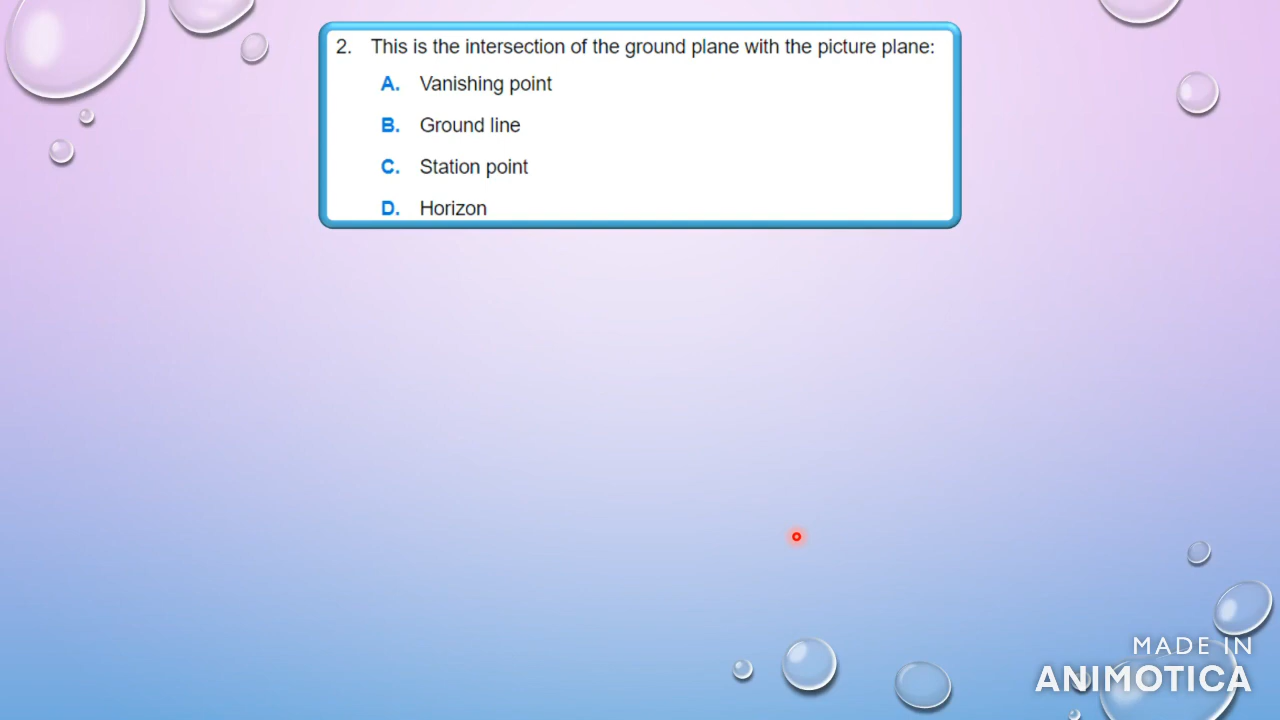 2. This is the intersection of the ground plane with the picture plane:
A. Vanishing point
B. Ground line
C. Station point
D. Horizon
MADE IN
ANIMOTICA